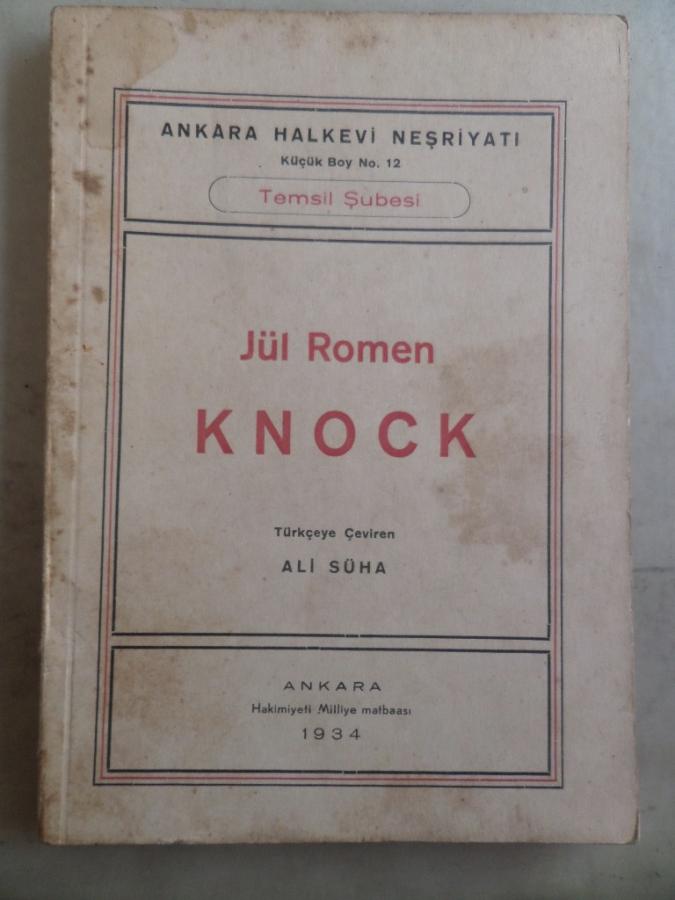 ANKARA HALKEVİ NEŞRİYATI
Küçük Boy No. 12
Temsil Şubesi
Jül Romen
KNOCK
Türkçeye Çeviren
ALİ SÜHA
ANKARA
Hakimiyeti Milliye matbaası
1934